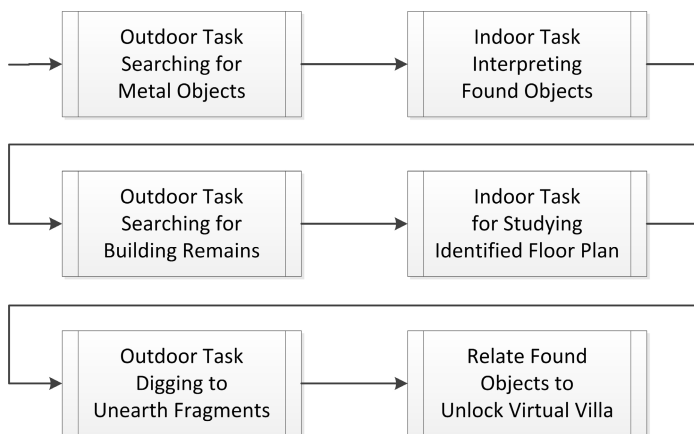 Outdoor Task
Searching for
Metal Objects
Indoor Task
Interpreting
Found Objects
Outdoor Task
Searching for
Building Remains
Indoor Task
for Studying
Identified Floor Plan
Outdoor Task
Digging to
Unearth Fragments
Relate Found
Objects to
Unlock Virtual Villa